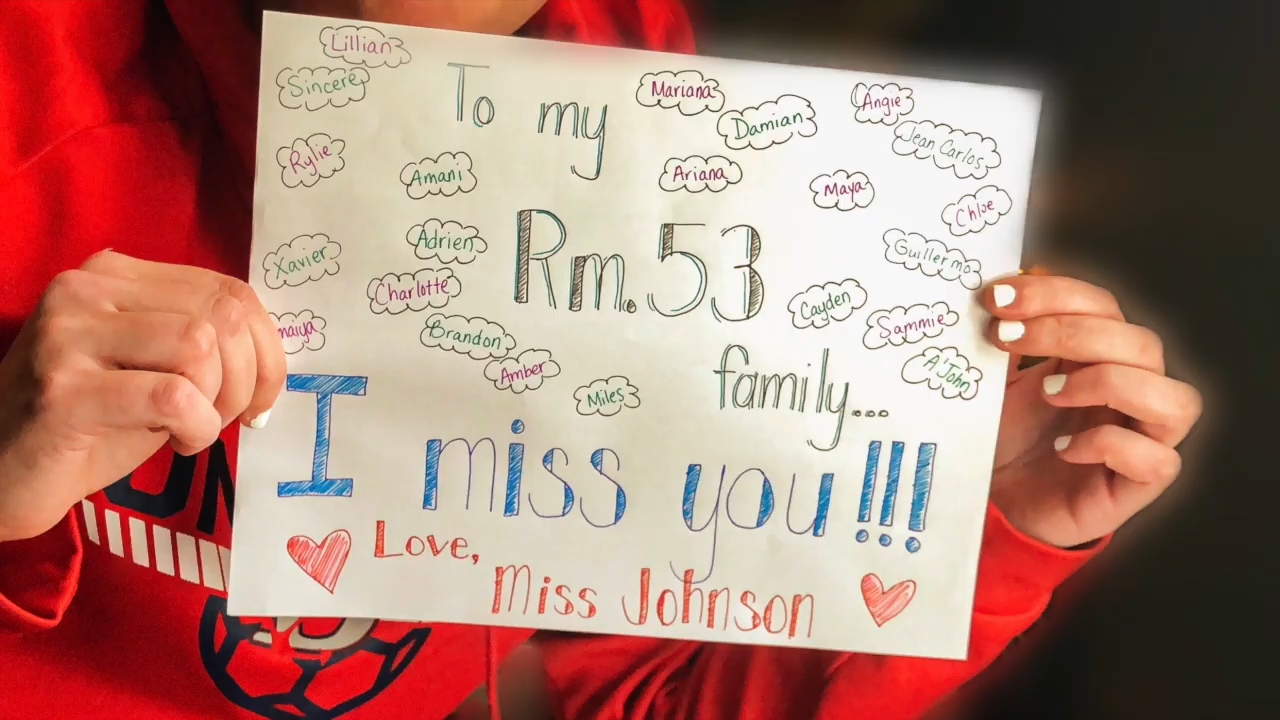 Lillian
Sincere
To my
Mariana
Damian
Angie
Jean Carlos
Rylie
Amani
Ariana
Maya
Chloe
Adrien
Rm. 53
Guillermo
Xavier
Charlotte
Cayden
Sammie
Brandon
Amber
Miles
family...
A'John
I miss you!!!
Love,
Miss Johnson